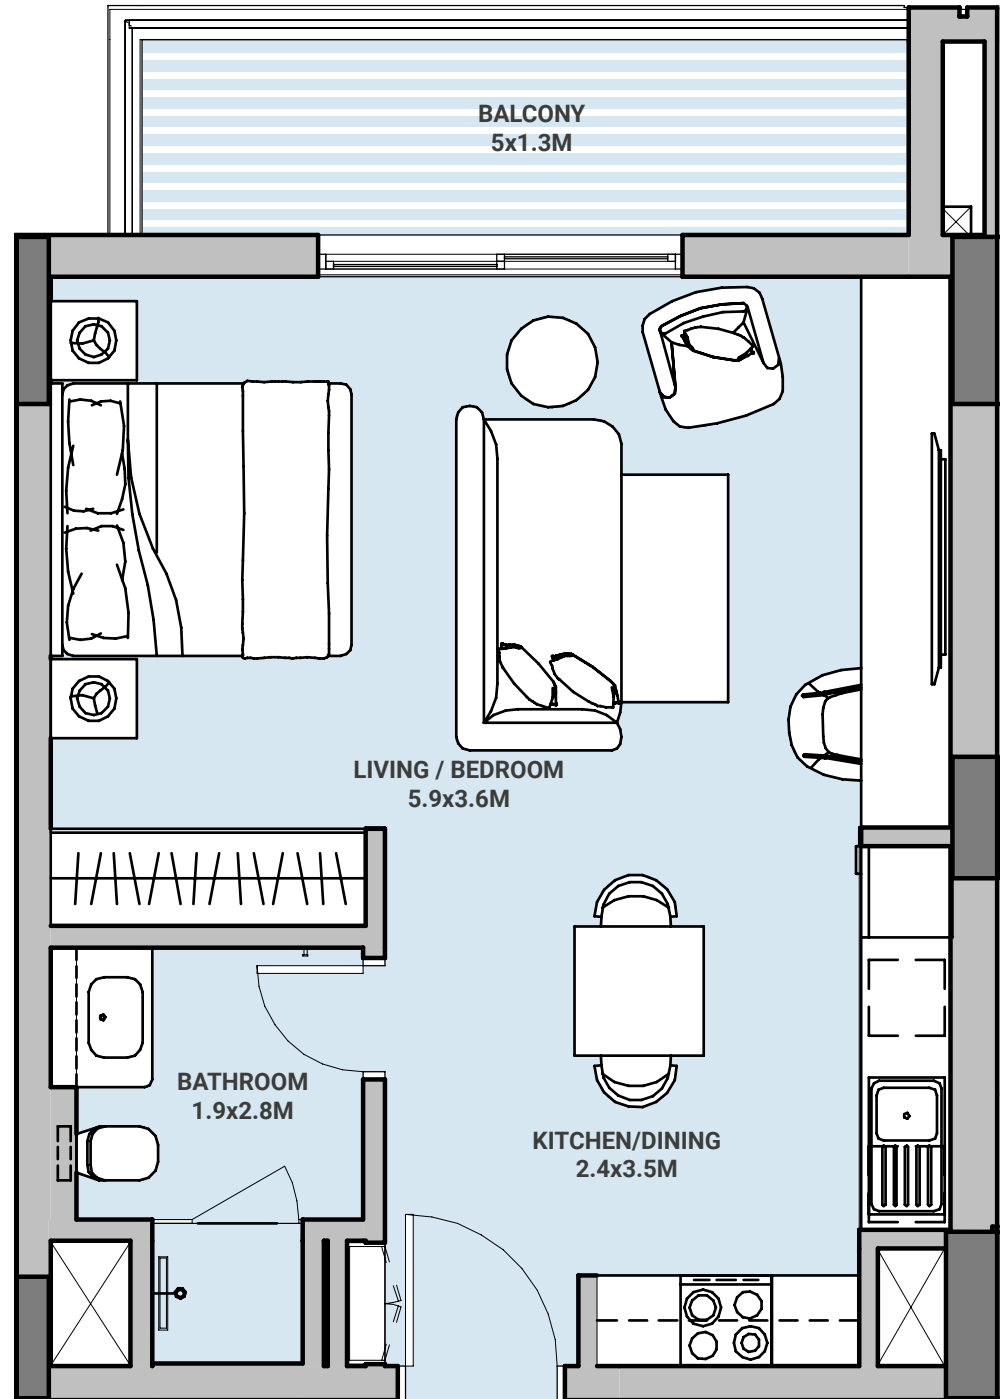 BALCONY
5x1.3M
LIVING / BEDROOM
5.9x3.6M
BATHROOM
1.9x2.8M
KITCHEN/DINING
2.4x3.5M